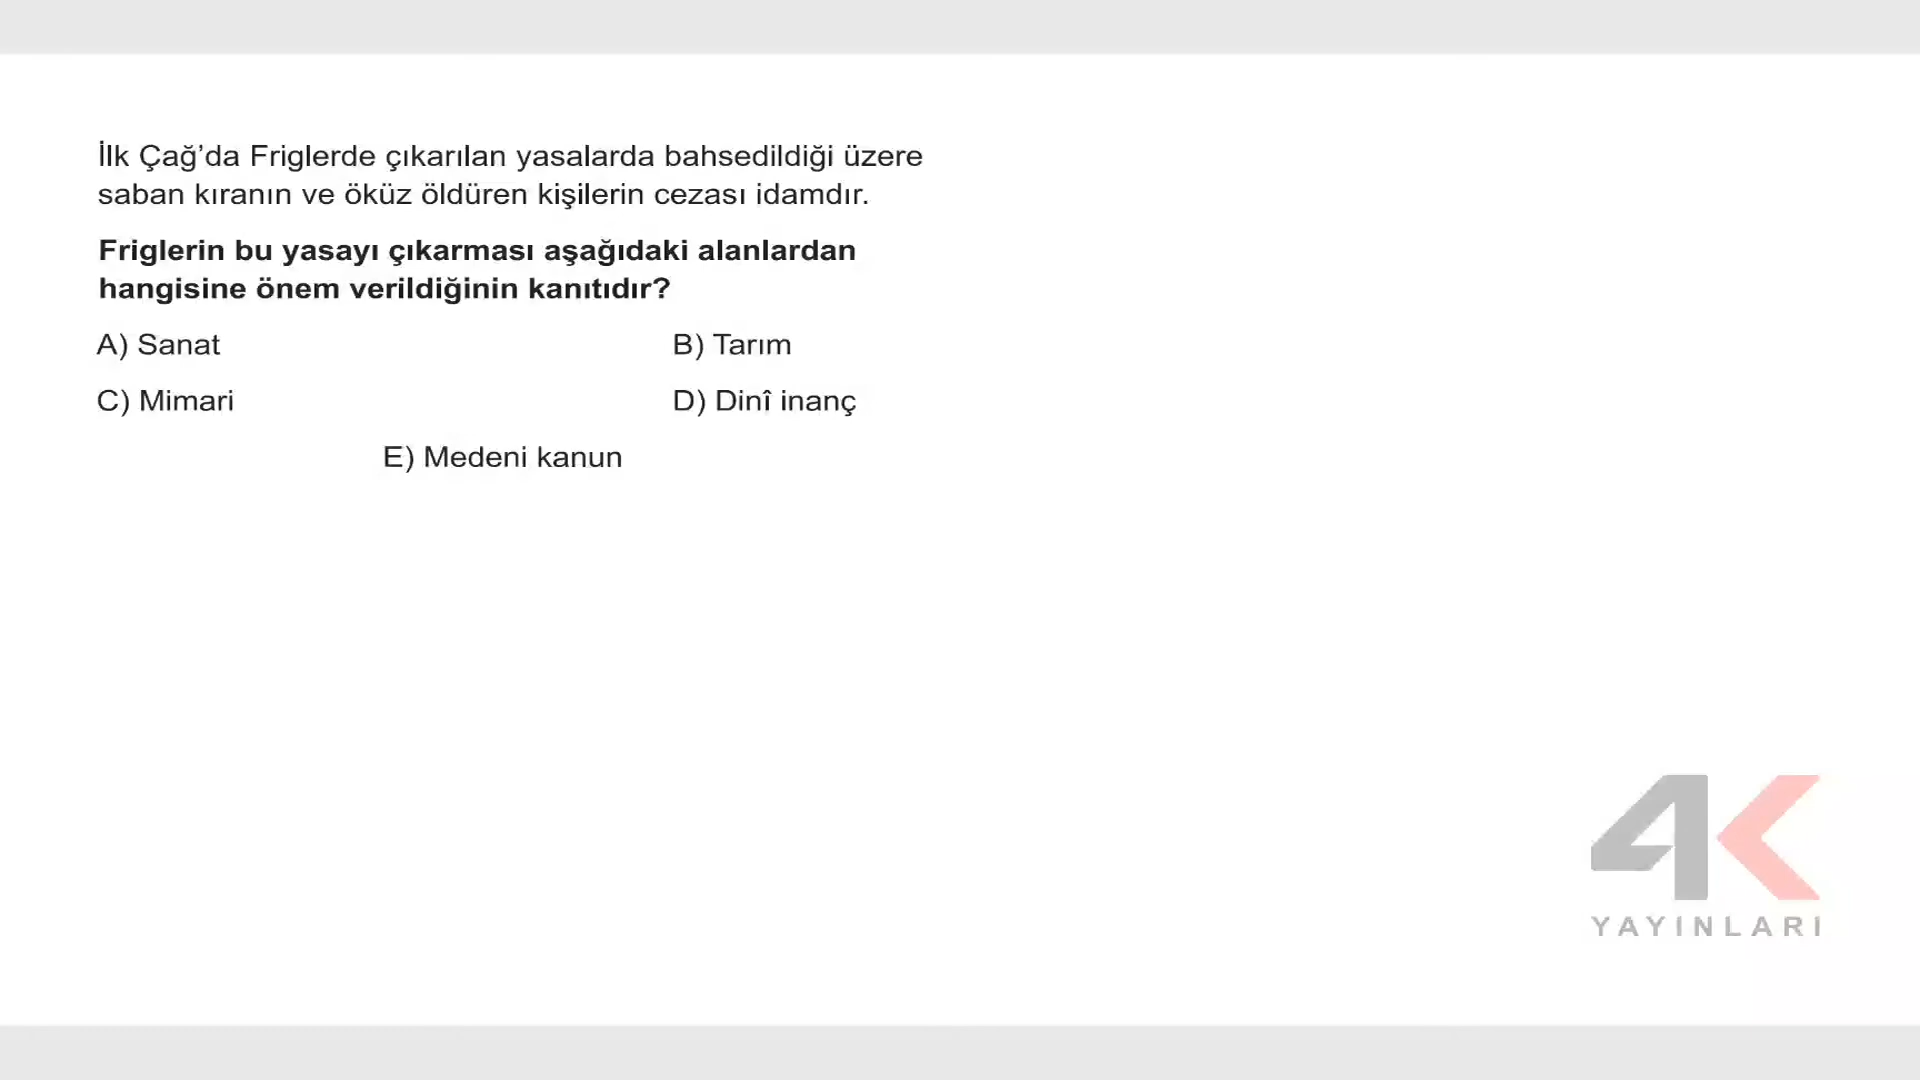 İlk Çağ’da Friglerde çıkarılan yasalarda bahsedildiği üzere
saban kıranın ve öküz öldüren kişilerin cezası idamdır.
Friglerin bu yasayı çıkarması aşağıdaki alanlardan
hangisine önem verildiğinin kanıtıdır?
A) Sanat
B) Tarım
C) Mimari
D) Dinî inanç
E) Medeni kanun
4K
YAYINLARI